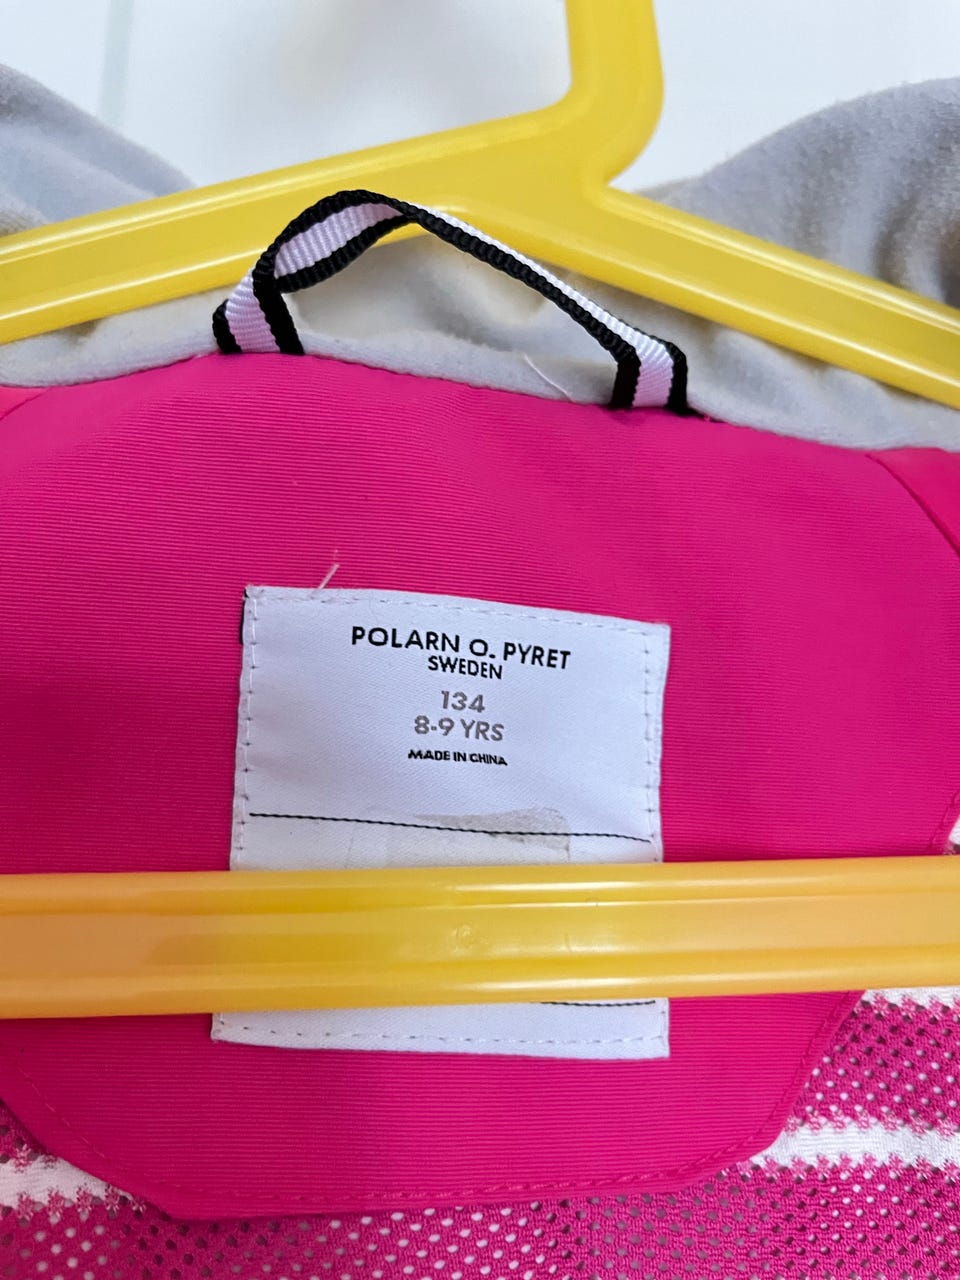 POLARN O. PYRET
SWEDEN
134
8-9 YRS
MADE IN CHINA